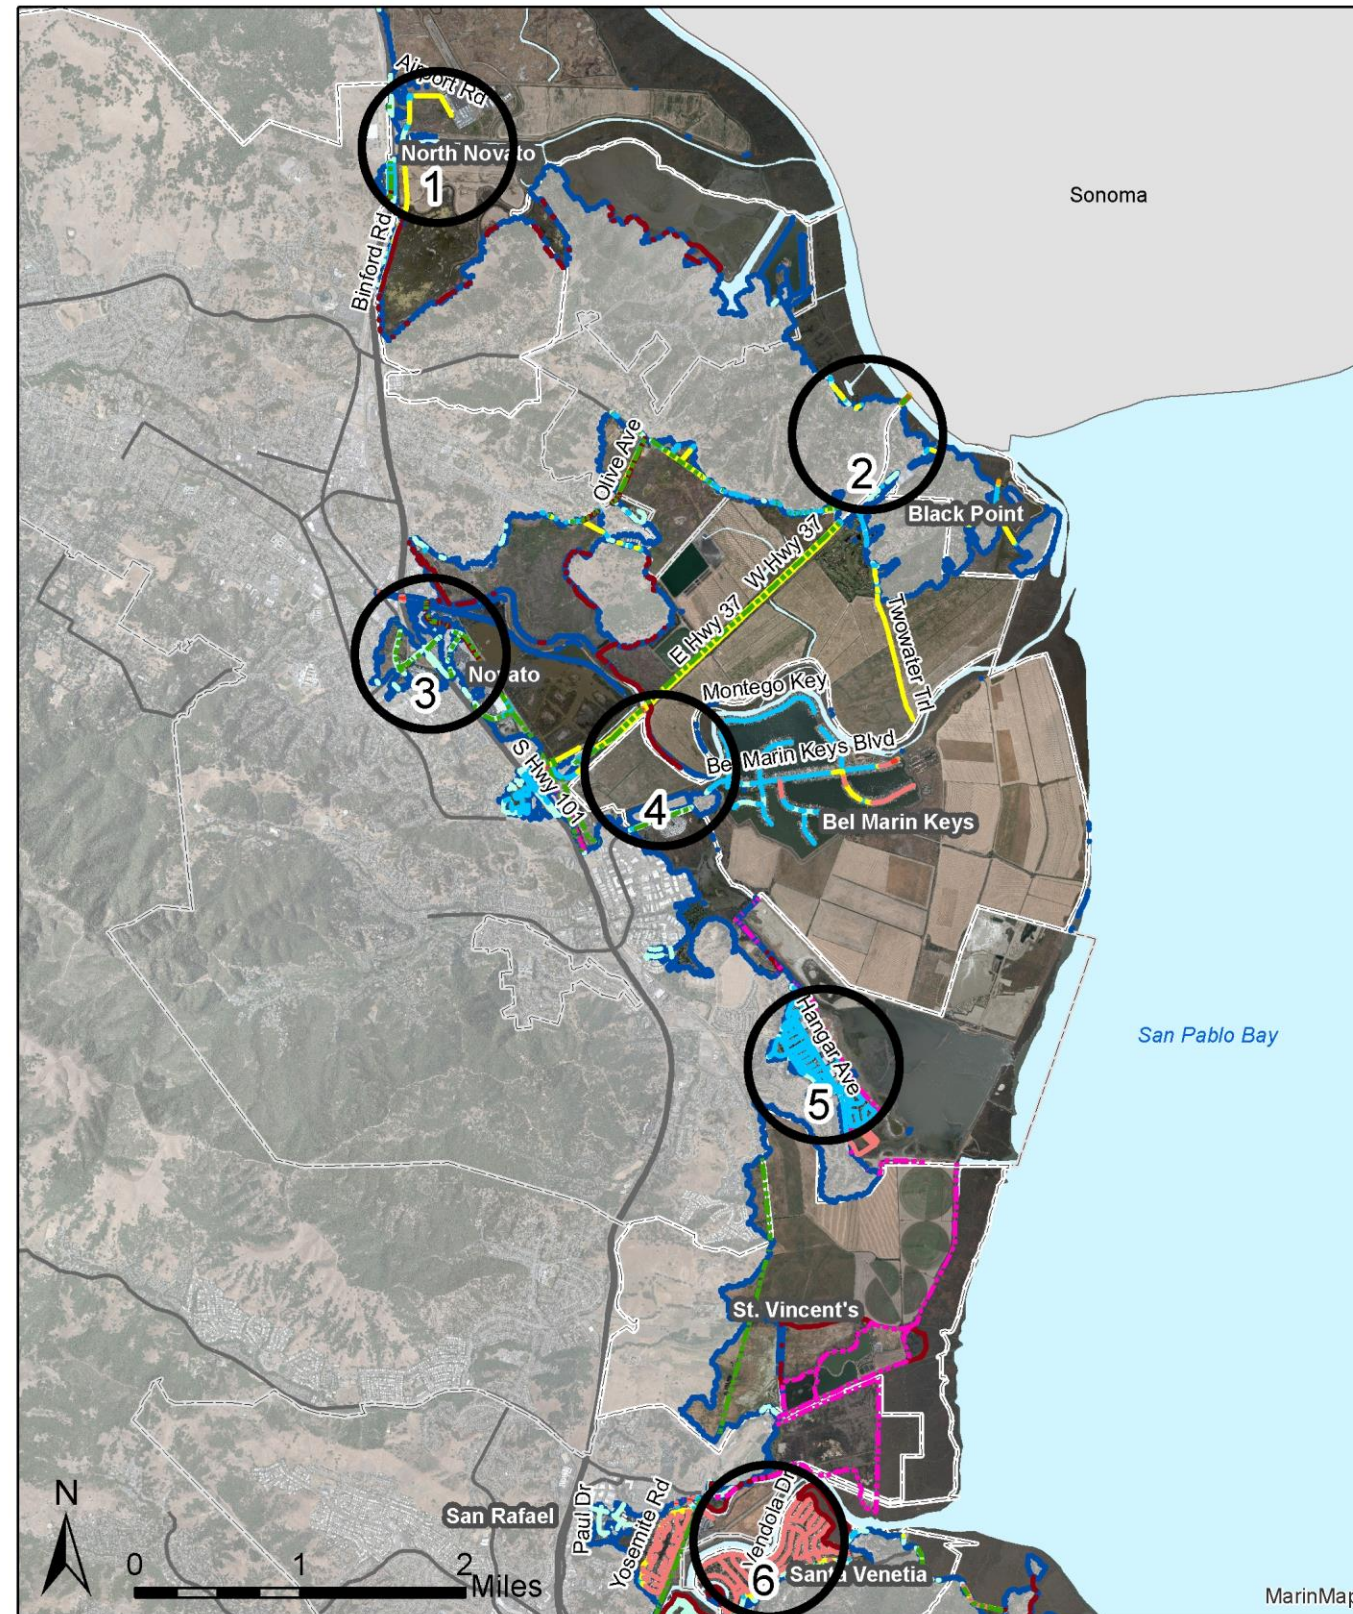 Airport Rd
North Novato
1
Sonoma
Binford Rd
Olive Ave
2
Black Point
W Hwy 37
E Hwy 37
Twowater Trl
Novato
3
Montego Key
Bel Marin Keys Blvd
S Hwy 101
4
Bel Marin Keys
Hangar Ave
San Pablo Bay
5
St. Vincent's
N
San Rafael
Paul Dr
Yosemite Rd
Vendola Dr
0 1 2
Miles
6
Santa Venetia
MarinMap